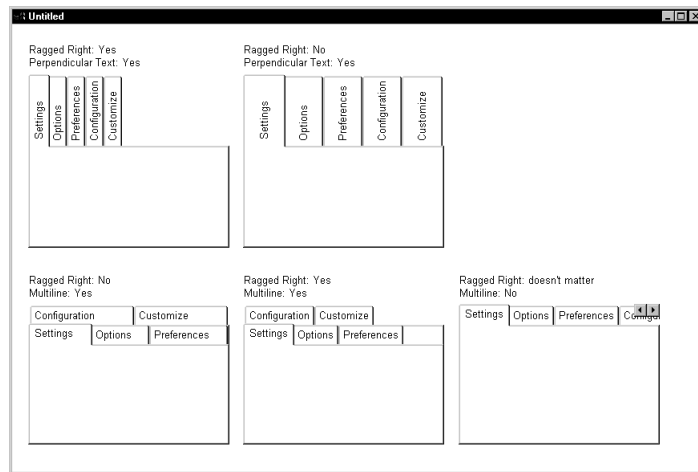 Untitled
Ragged Right: Yes
Perpendicular Text: Yes
Settings
Options
Preferences
Configuration
Customize
Ragged Right: No
Perpendicular Text: Yes
Settings
Options
Preferences
Configuration
Customize
Ragged Right: No
Multiline: Yes
Configuration Customize
Settings Options Preferences
Ragged Right: Yes
Multiline: Yes
Configuration Customize
Settings Options Preferences
Ragged Right: doesn't matter
Multiline: No
Settings Options Preferences